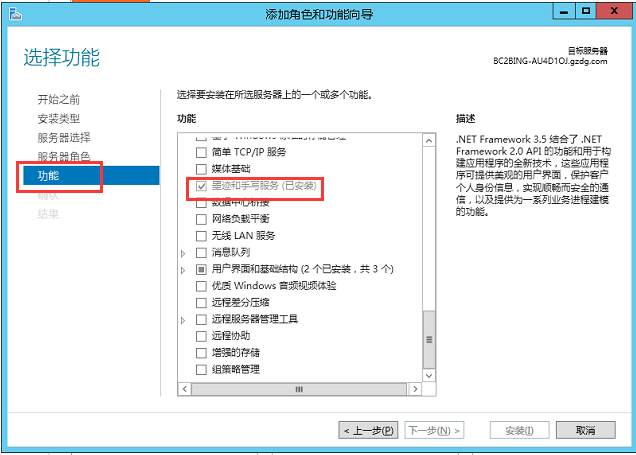 添加角色和功能向导
选择功能
目标服务器
BC2BING-AU4D1OJ.gzdg.com
开始之前
安装类型
服务器选择
服务器角色
功能
确认
结果
选择要安装在所选服务器上的一个或多个功能。
功能
简单 TCP/IP 服务
媒体基础
墨迹和手写服务 (已安装)
数据中心桥接
网络负载平衡
无线 LAN 服务
消息队列
用户界面和基础结构 (2 个已安装，共 3 个)
优质 Windows 音频视频体验
远程差分压缩
远程服务器管理工具
远程协助
增强的存储
组策略管理
描述
.NET Framework 3.5 结合了 .NET
Framework 2.0 API 的功能和用于构
建应用程序的全新技术，这些应用程
序可提供美观的用户界面，保护客户
个人身份信息，实现顺畅而安全的通
信，以及提供为一系列业务进程建模
的功能。
< 上一步(P)
下一步(N) >
安装(I)
取消